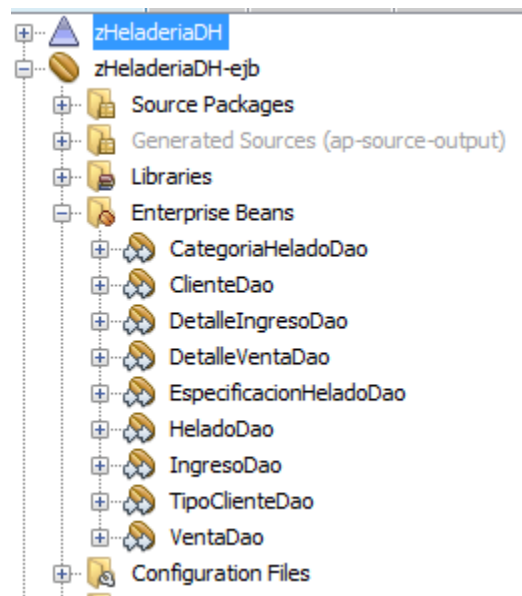 zHeladeriaDH
zHeladeriaDH-ejb
Source Packages
Generated Sources (ap-source-output)
Libraries
Enterprise Beans
CategoriaHeladoDao
ClienteDao
DetalleIngresoDao
DetalleVentaDao
EspecificacionHeladoDao
HeladoDao
IngresoDao
TipoClienteDao
VentaDao
Configuration Files